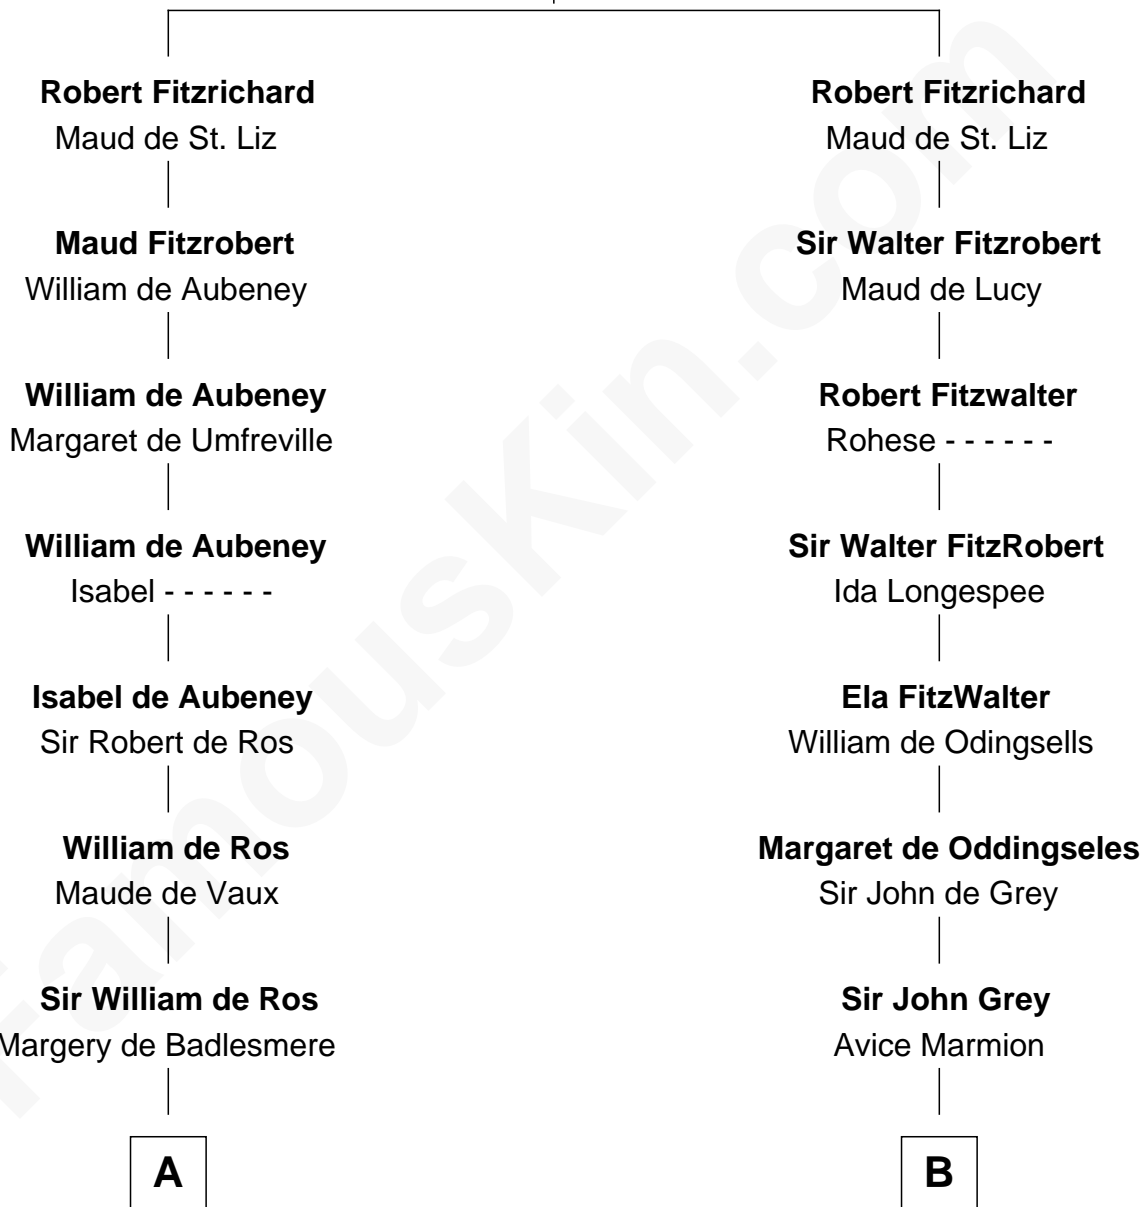 Robert Fitzrichard
Maud de St. Liz
Maud Fitzrobert
William de Aubeney
William de Aubeney
Margaret de Umfreville
William de Aubeney
Isabel - - - - - -
Isabel de Aubeney
Sir Robert de Ros
William de Ros
Maude de Vaux
Sir William de Ros
Margery de Badlesmere
A
Robert Fitzrichard
Maud de St. Liz
Sir Walter Fitzrobert
Maud de Lucy
Robert Fitzwalter
Rohese - - - - - -
Sir Walter FitzRobert
Ida Longespee
Ela FitzWalter
William de Odingsells
Margaret de Oddingseles
Sir John de Grey
Sir John Grey
Avice Marmion
B
FamousKin.com